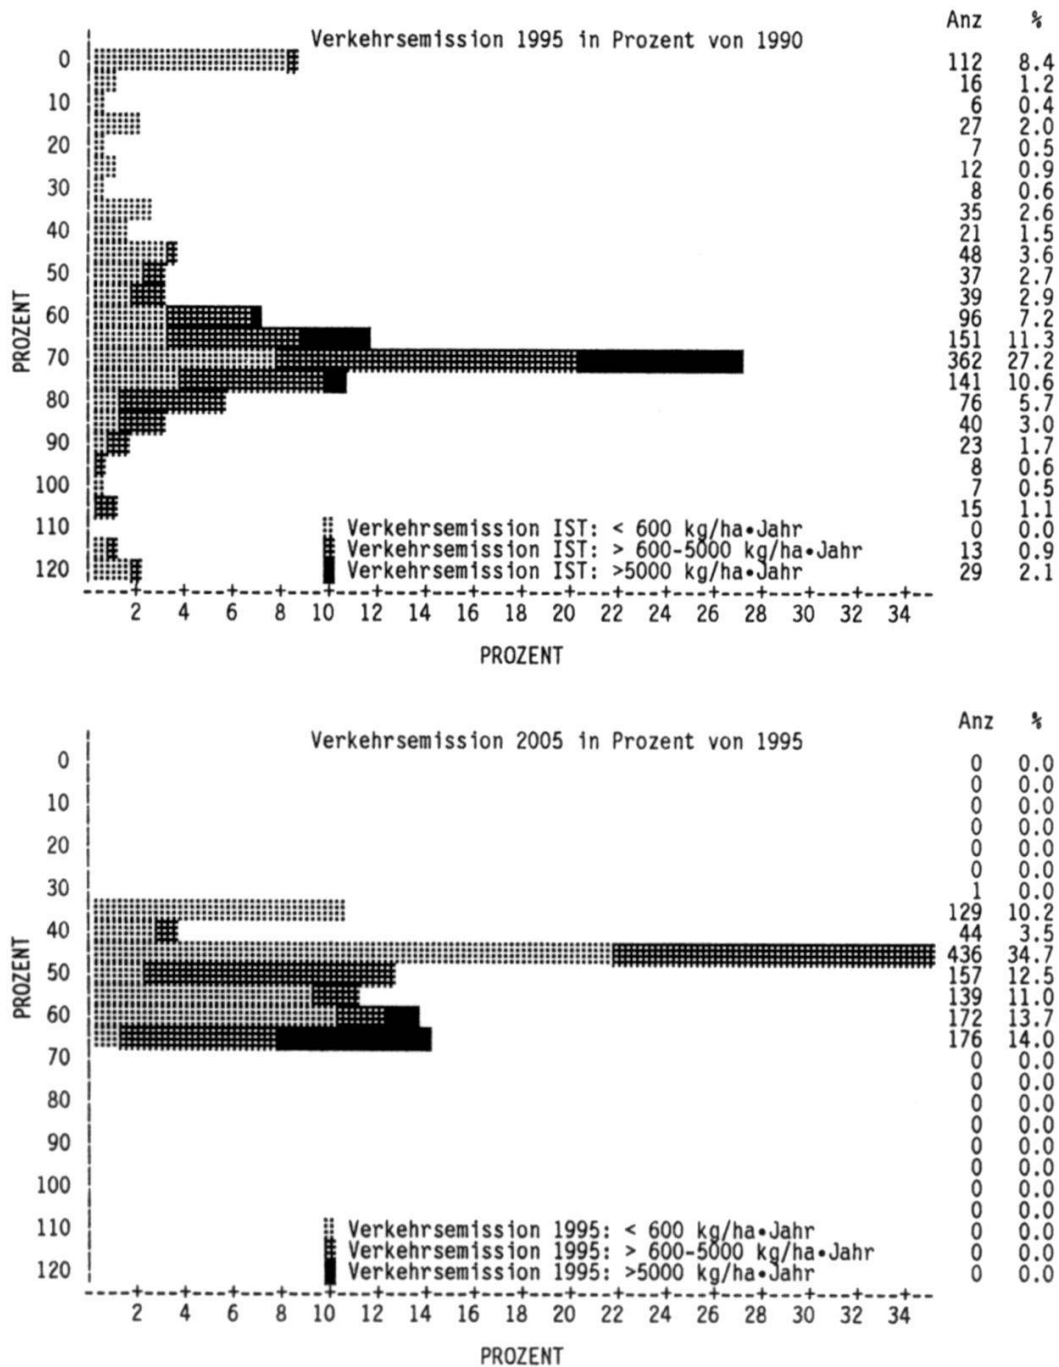 Anz %
Verkehrsemission 1995 in Prozent von 1990
0 112 8.4
16 1.2
10 6 0.4
27 2.0
20 7 0.5
12 0.9
30 8 0.6
35 2.6
40 21 1.5
48 3.6
50 37 2.7
39 2.9
60 96 7.2
151 11.3
70 362 27.2
141 10.6
80 76 5.7
40 3.0
90 23 1.7
8 0.6
100 7 0.5
15 1.1
110 Verkehrsemission IST: < 600 kg/ha•Jahr 0 0.0
Verkehrsemission IST: > 600-5000 kg/ha•Jahr 13 0.9
120 Verkehrsemission IST: >5000 kg/ha•Jahr 29 2.1
PROZENT
2 4 6 8 10 12 14 16 18 20 22 24 26 28 30 32 34
PROZENT
Anz %
Verkehrsemission 2005 in Prozent von 1995
0 0 0.0
0 0.0
10 0 0.0
0 0.0
20 0 0.0
0 0.0
30 1 0.0
129 10.2
40 44 3.5
436 34.7
50 157 12.5
139 11.0
60 172 13.7
176 14.0
70 0 0.0
0 0.0
80 0 0.0
0 0.0
90 0 0.0
0 0.0
100 0 0.0
0 0.0
110 Verkehrsemission 1995: < 600 kg/ha•Jahr 0 0.0
Verkehrsemission 1995: > 600-5000 kg/ha•Jahr 0 0.0
120 Verkehrsemission 1995: >5000 kg/ha•Jahr 0 0.0
PROZENT
2 4 6 8 10 12 14 16 18 20 22 24 26 28 30 32 34
PROZENT